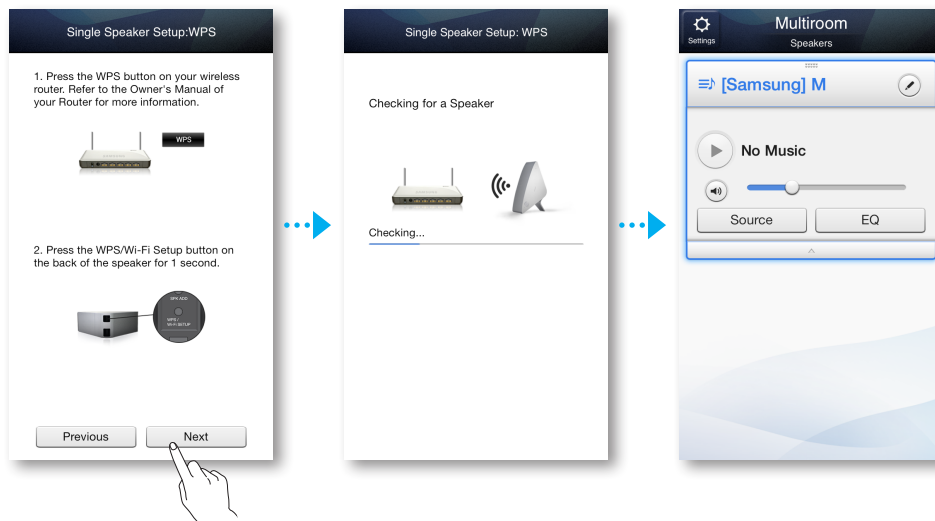 Single Speaker Setup:WPS
1. Press the WPS button on your wireless
router. Refer to the Owner's Manual of
your Router for more information.
WPS
2. Press the WPS/Wi-Fi Setup button on
the back of the speaker for 1 second.
SPK ADD
WPS /
Wi-Fi SETUP
Previous
Next
Single Speaker Setup: WPS
Checking for a Speaker
Checking...
Settings
Multiroom
Speakers
[Samsung] M
No Music
Source
EQ